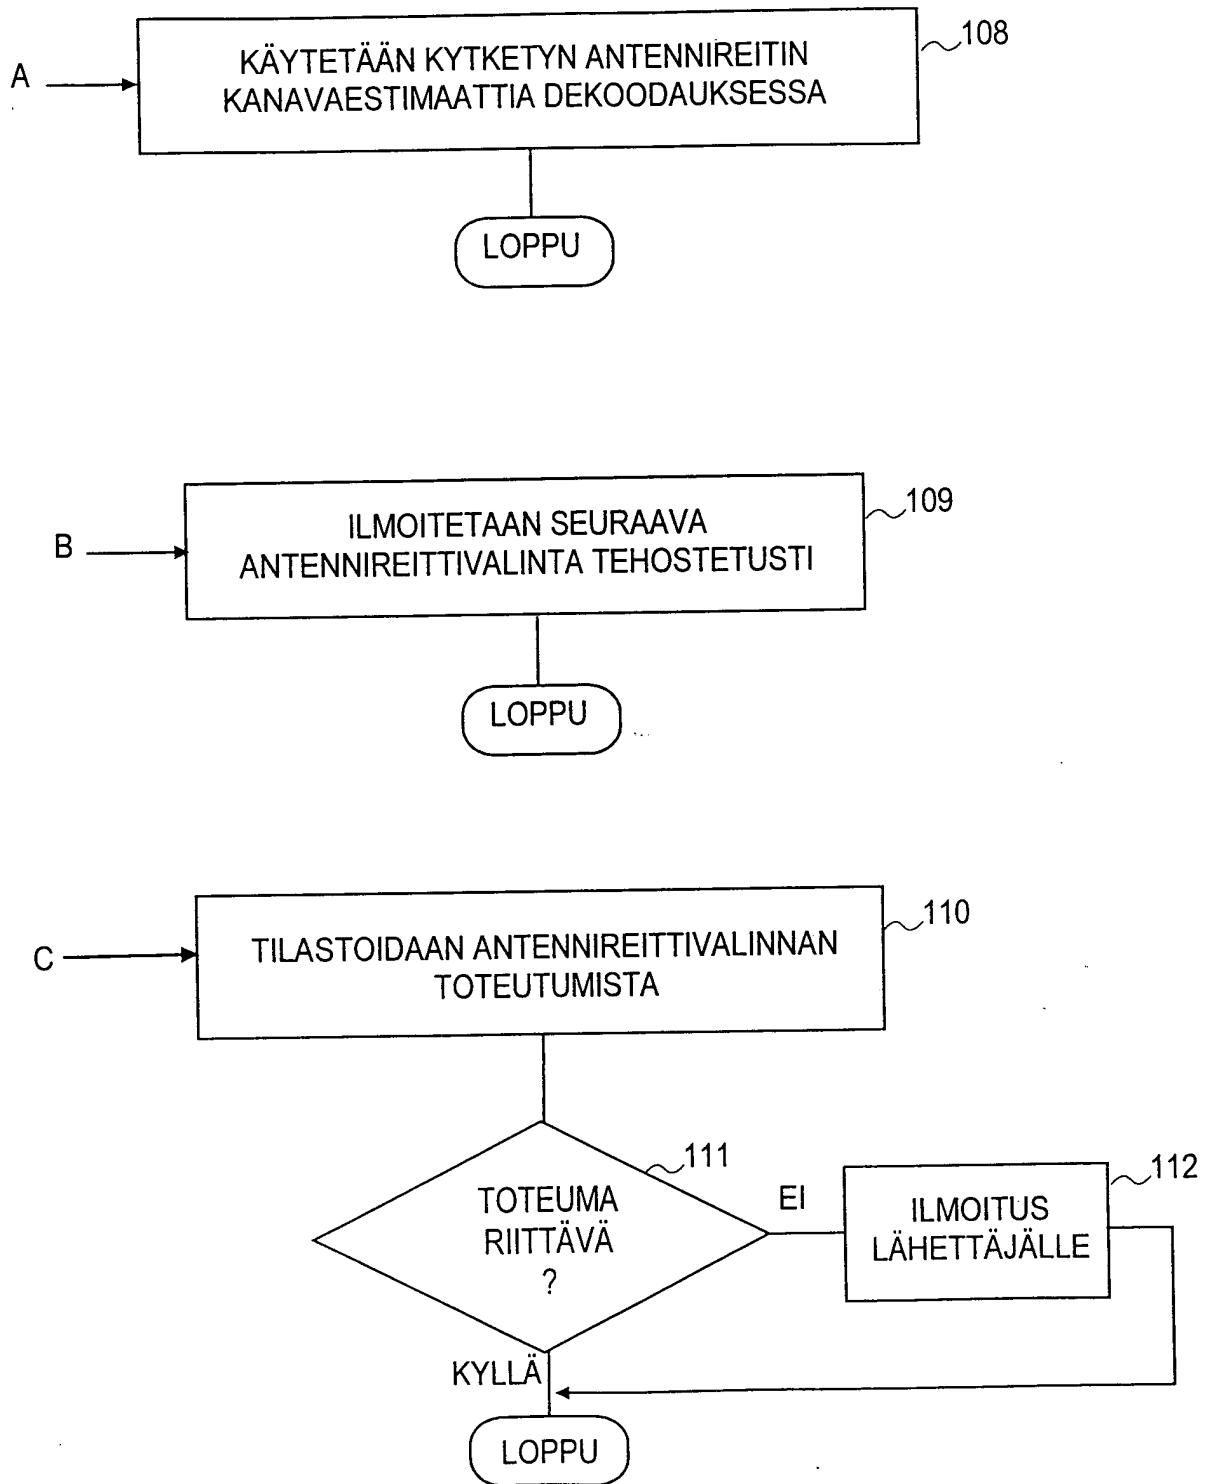 108
A
KÄYTETÄÄN KYTKETYN ANTENNIREITIN
KANAVAESTIMAATTIA DEKOODAUKSESSA
LOPPU
109
B
ILMOITETAAN SEURAAVA
ANTENNIREITTIVALINTA TEHOSTETUSTI
LOPPU
110
C
TILASTOIDAAN ANTENNIREITTIVALINNAN
TOTEUTUMISTA
111
112
TOTEUMA
RIITTÄVÄ
?
EI
ILMOITUS
LÄHETTÄJÄLLE
KYLLÄ
LOPPU